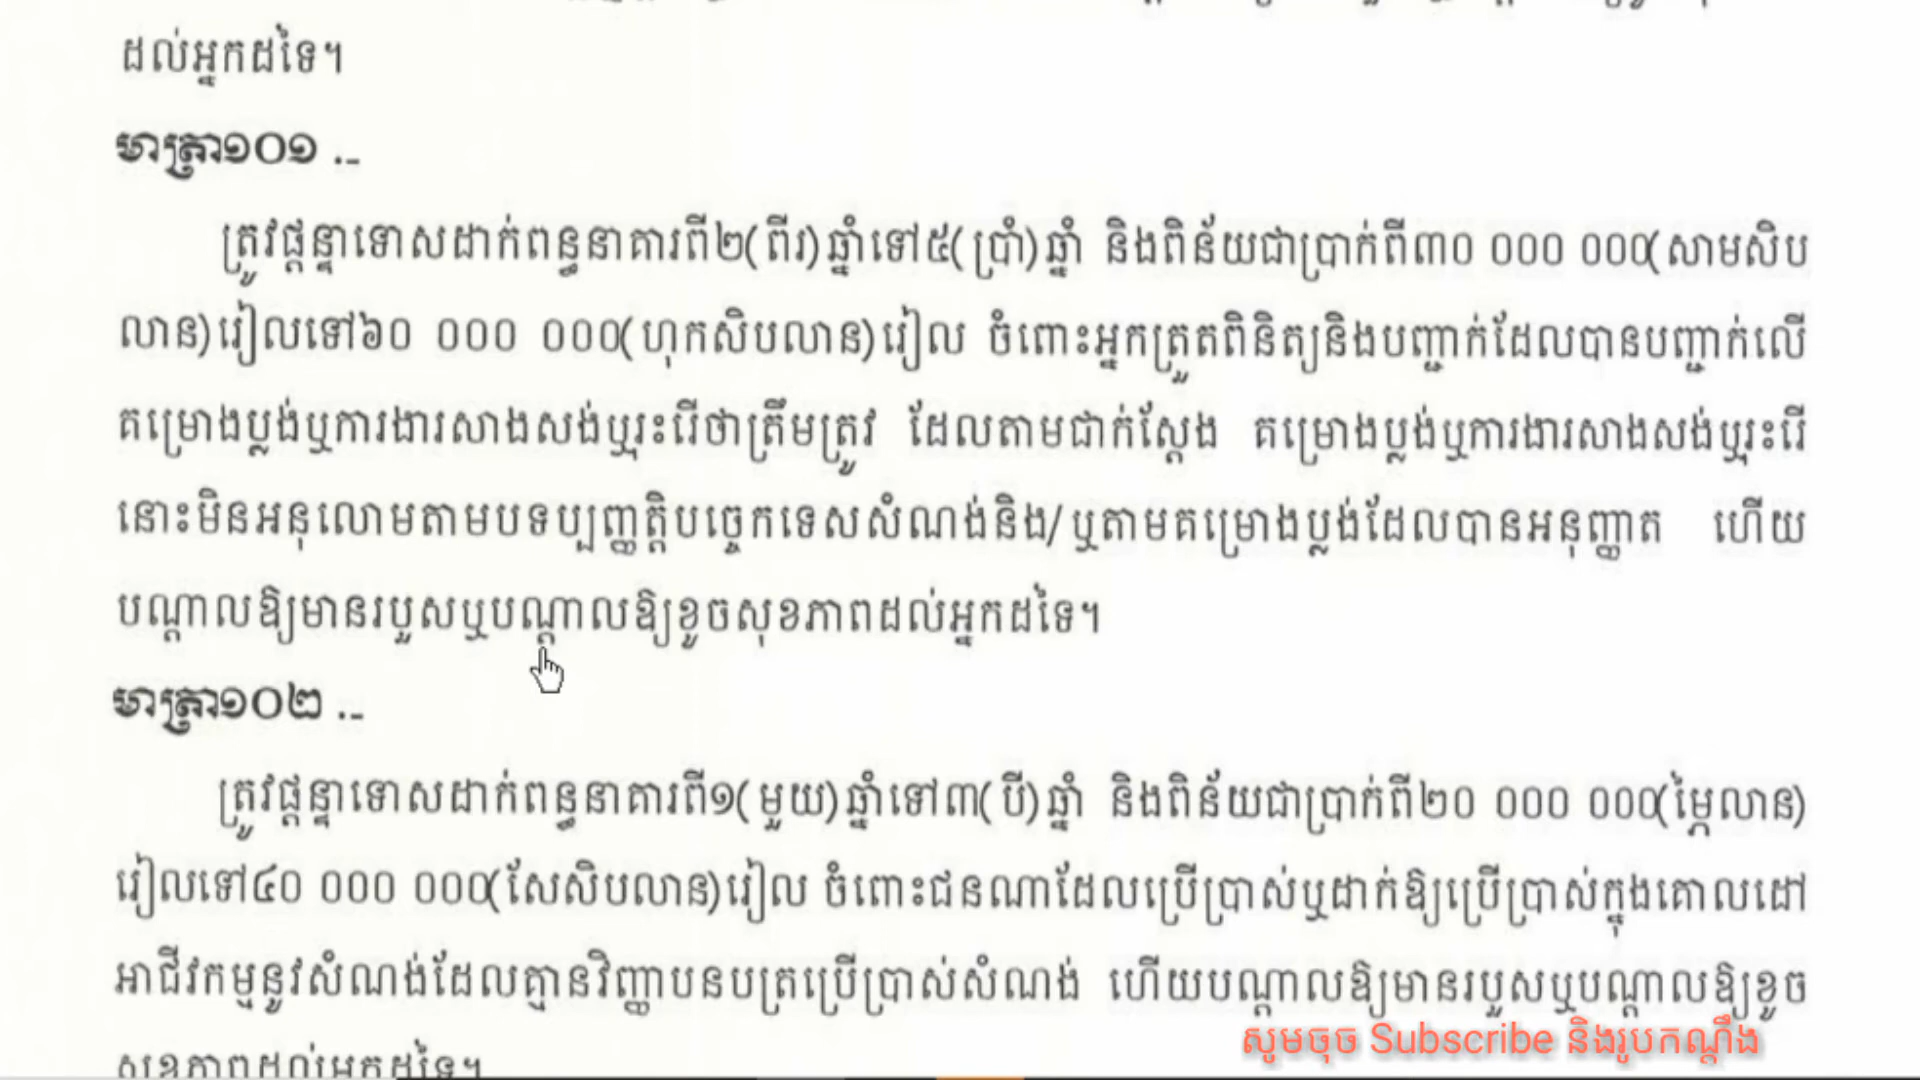 ដល់អ្នកដទៃ។
មាត្រា១០១ ._
ត្រូវផ្តន្ទាទោសដាក់ពន្ធនាគារពី២(ពីរ)ឆ្នាំទៅ៥(ប្រាំ)ឆ្នាំ និងពិន័យជាប្រាក់ពី៣០ ០០០ ០០០(សាមសិប
លាន)រៀលទៅ៦០ ០០០ ០០០(ហុកសិបលាន)រៀល ចំពោះអ្នកត្រួតពិនិត្យនិងបញ្ជាក់ដែលបានបញ្ជាក់លើ
គម្រោងប្លង់ឬការងារសាងសង់ឬរុះរើថាត្រឹមត្រូវ ដែលតាមជាក់ស្តែង គម្រោងប្លង់ឬការងារសាងសង់ឬរុះរើ
នោះមិនអនុលោមតាមបទប្បញ្ញត្តិបច្ចេកទេសសំណង់និង/ឬតាមគម្រោងប្លង់ដែលបានអនុញ្ញាត ហើយ
បណ្តាលឱ្យមានរបួសឬបណ្តាលឱ្យខូចសុខភាពដល់អ្នកដទៃ។
មាត្រា១០២ ._
ត្រូវផ្តន្ទាទោសដាក់ពន្ធនាគារពី១(មួយ)ឆ្នាំទៅ៣(បី)ឆ្នាំ និងពិន័យជាប្រាក់ពី២០ ០០០ ០០០(ម្ភៃលាន)
រៀលទៅ៤០ ០០០ ០០០(សែសិបលាន)រៀល ចំពោះជនណាដែលប្រើប្រាស់ឬដាក់ឱ្យប្រើប្រាស់ក្នុងគោលដៅ
អាជីវកម្មនូវសំណង់ដែលគ្មានវិញ្ញាបនបត្រប្រើប្រាស់សំណង់ ហើយបណ្តាលឱ្យមានរបួសឬបណ្តាលឱ្យខូច
សុខភាពដល់អ្នកដទៃ។
សូមចុច Subscribe និងរូបកណ្ដឹង